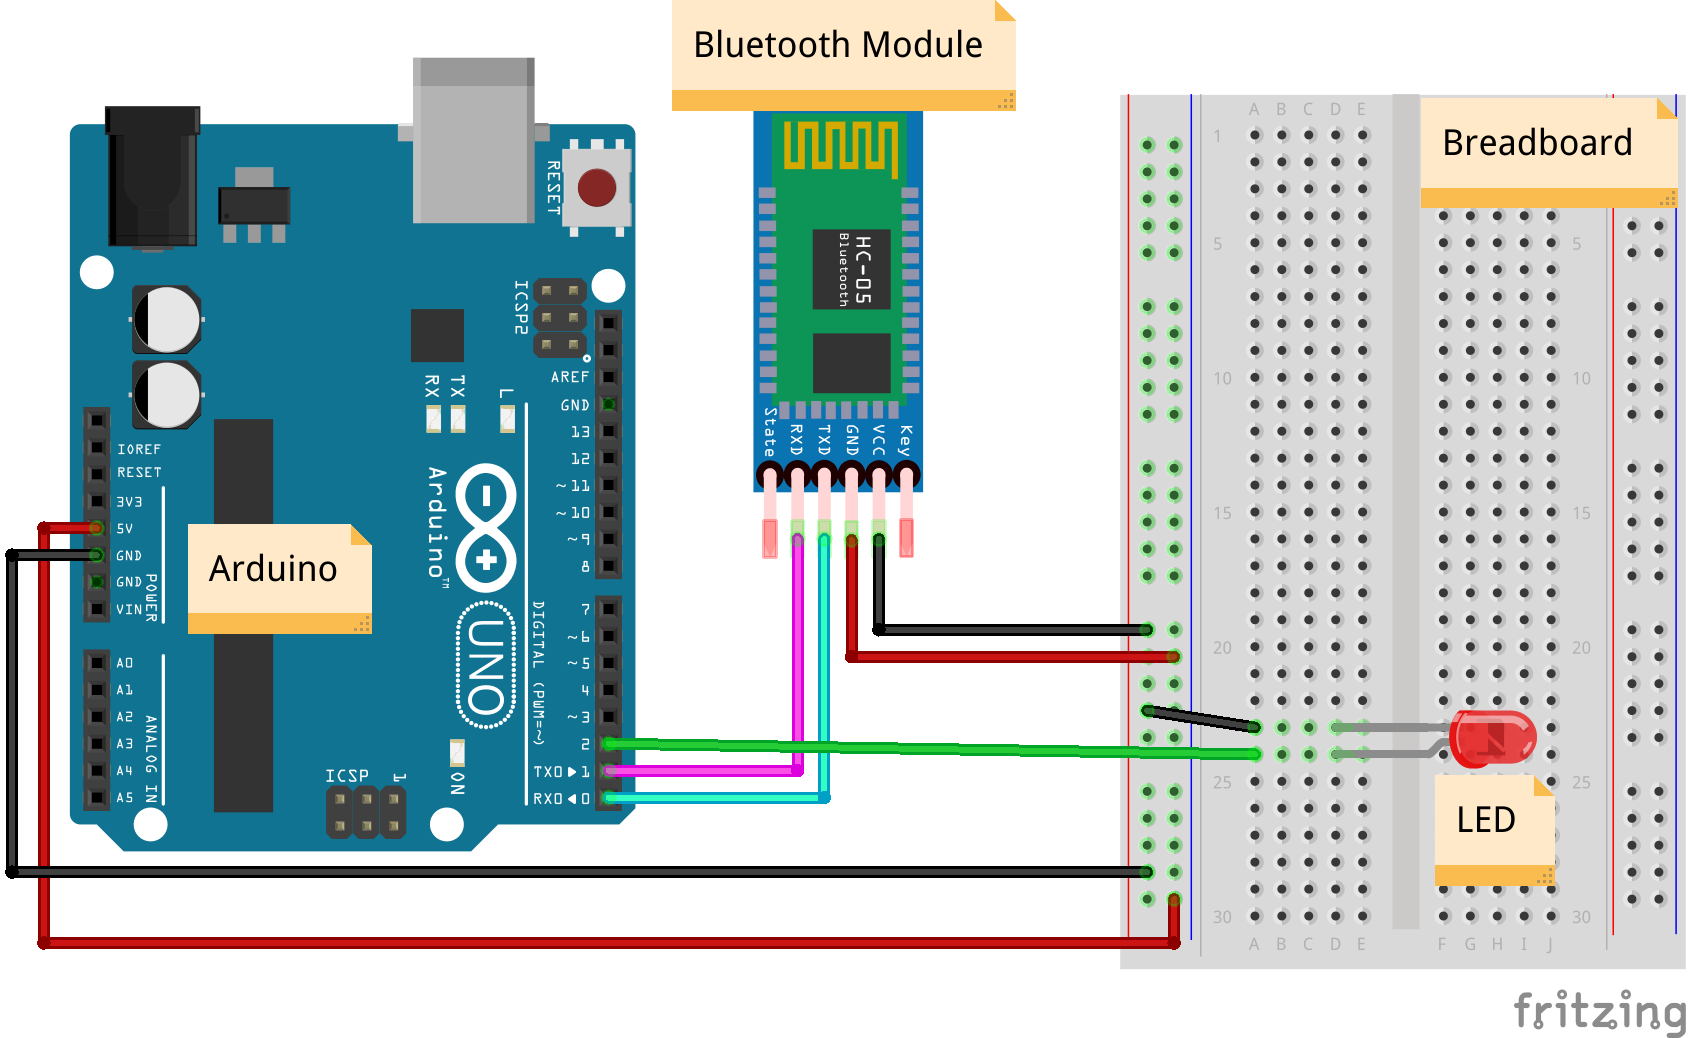 Bluetooth Module
Breadboard
Arduino
LED
RESET
ICSP2
AREF
GND
13
12
~11
~10
~9
8
7
~6
~5
4
~3
2
TX0▶1
RX0◀0
DIGITAL (PWM=~)
RX
TX
L
Arduino™
UNO
ON
ICSP
1
IOREF
RESET
3V3
5V
GND
GND
VIN
POWER
A0
A1
A2
A3
A4
A5
ANALOG IN
HC-05
Bluetooth
State
RXD
TXD
GND
VCC
Key
A B C D E
1
5 5
10 10
15 15
20 20
25 25
30 30
A B C D E F G H I J
fritzing